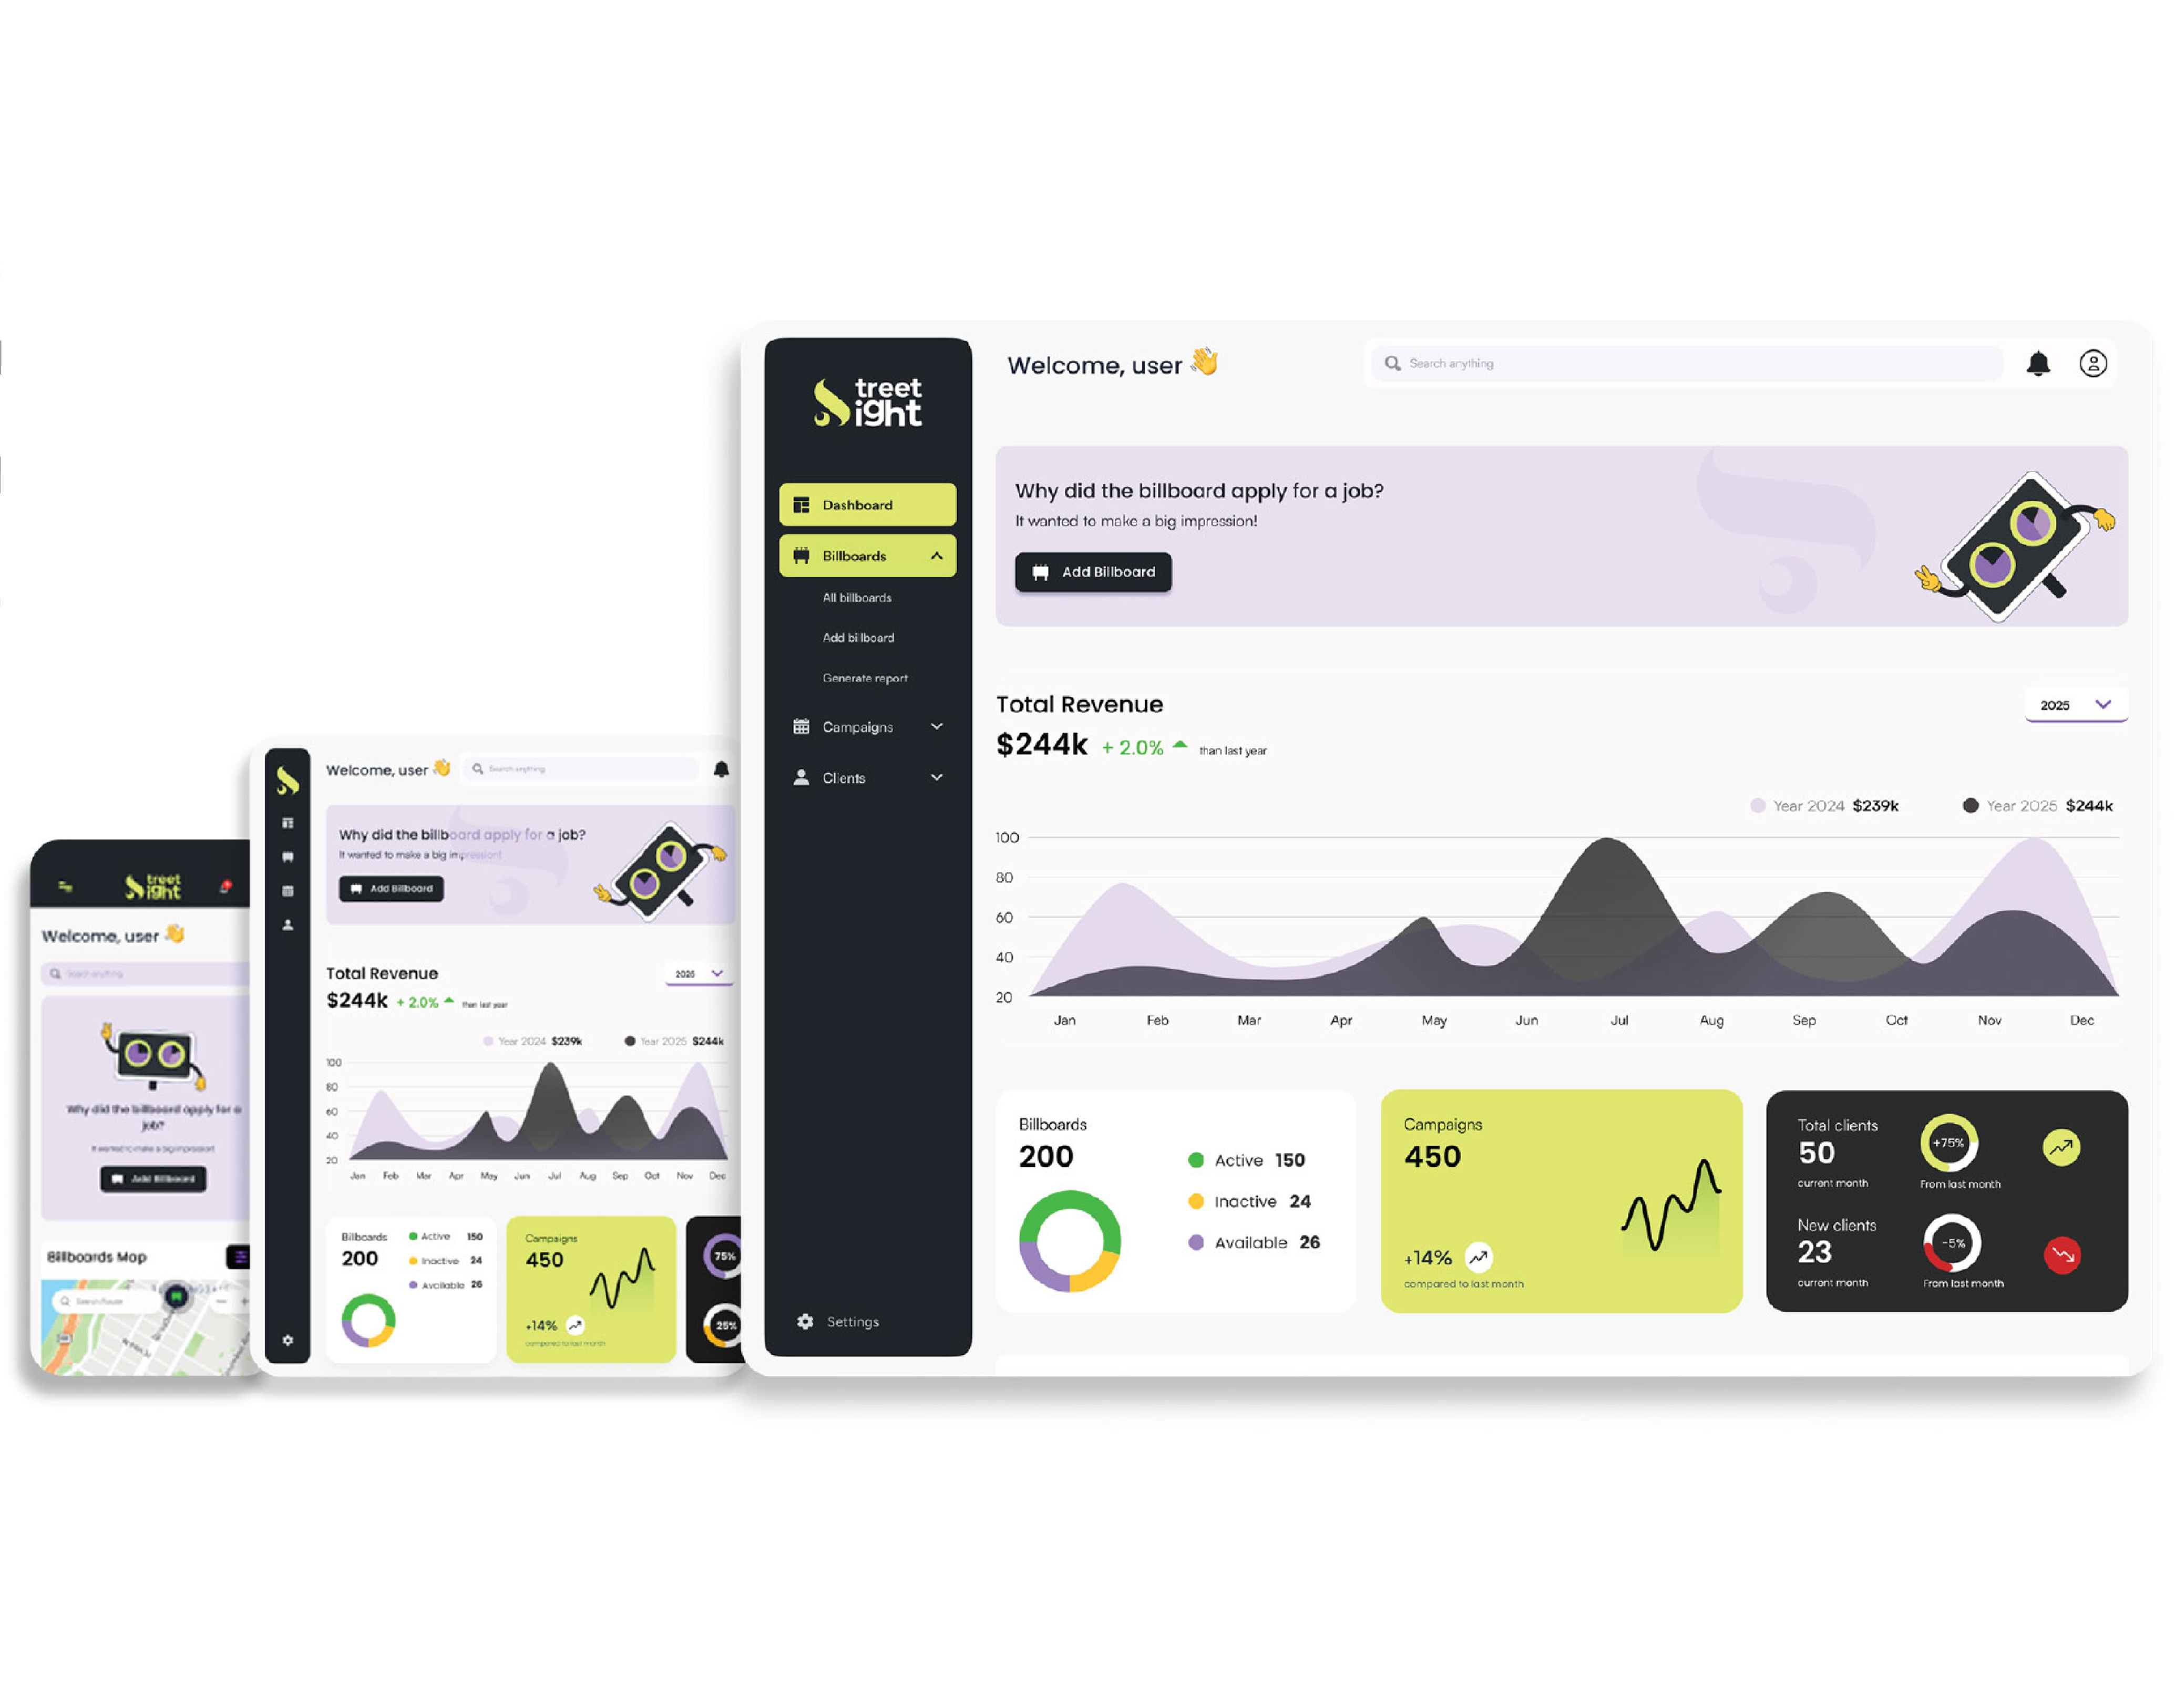 treet
ight
Welcome, user
Search anything
Dashboard
Billboards
All billboards
Add billboard
Generate report
Campaigns
Clients
Settings
Why did the billboard apply for a job?
It wanted to make a big impression!
Add Billboard
Total Revenue
2025
$244k + 2.0% than last year
Year 2024 $239k Year 2025 $244k
100
80
60
40
20
Jan Feb Mar Apr May Jun Jul Aug Sep Oct Nov Dec
Billboards
200
Active 150
Inactive 24
Available 26
Campaigns
450
+14%
compared to last month
Total clients
50
current month
+75%
From last month
New clients
23
current month
-5%
From last month
Welcome, user
Search anything
Why did the billboard apply for a job?
It wanted to make a big impression!
Add Billboard
Total Revenue
2025
$244k + 2.0% than last year
Year 2024 $239k Year 2025 $244k
100
80
60
40
20
Jan Feb Mar Apr May Jun Jul Aug Sep Oct Nov Dec
Billboards
200
Active 150
Inactive 24
Available 26
Campaigns
450
+14%
compared to last month
75%
25%
treet
ight
Welcome, user
Search anything
Why did the billboard apply for a
job?
It wanted to make a big impression!
Add Billboard
Billboards Map